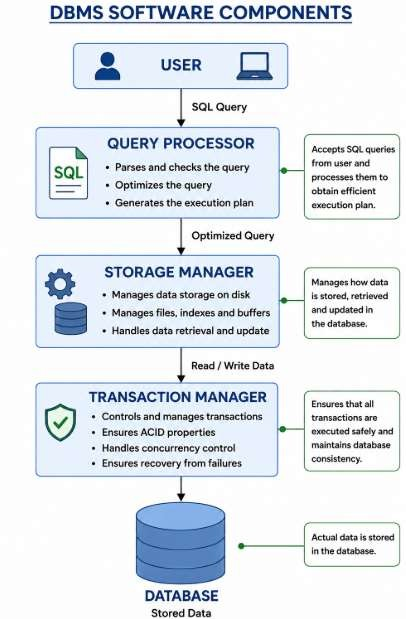 DBMS SOFTWARE COMPONENTS
USER
SQL Query
QUERY PROCESSOR
SQL
• Parses and checks the query
• Optimizes the query
• Generates the execution plan
Accepts SQL queries
from user and
processes them to
obtain efficient
execution plan.
Optimized Query
STORAGE MANAGER
• Manages data storage on disk
• Manages files, indexes and buffers
• Handles data retrieval and update
Manages how data
is stored, retrieved
and updated in
the database.
Read / Write Data
TRANSACTION MANAGER
• Controls and manages transactions
• Ensures ACID properties
• Handles concurrency control
• Ensures recovery from failures
Ensures that all
transactions are
executed safely and
maintains database
consistency.
Actual data is stored
in the database.
DATABASE
Stored Data